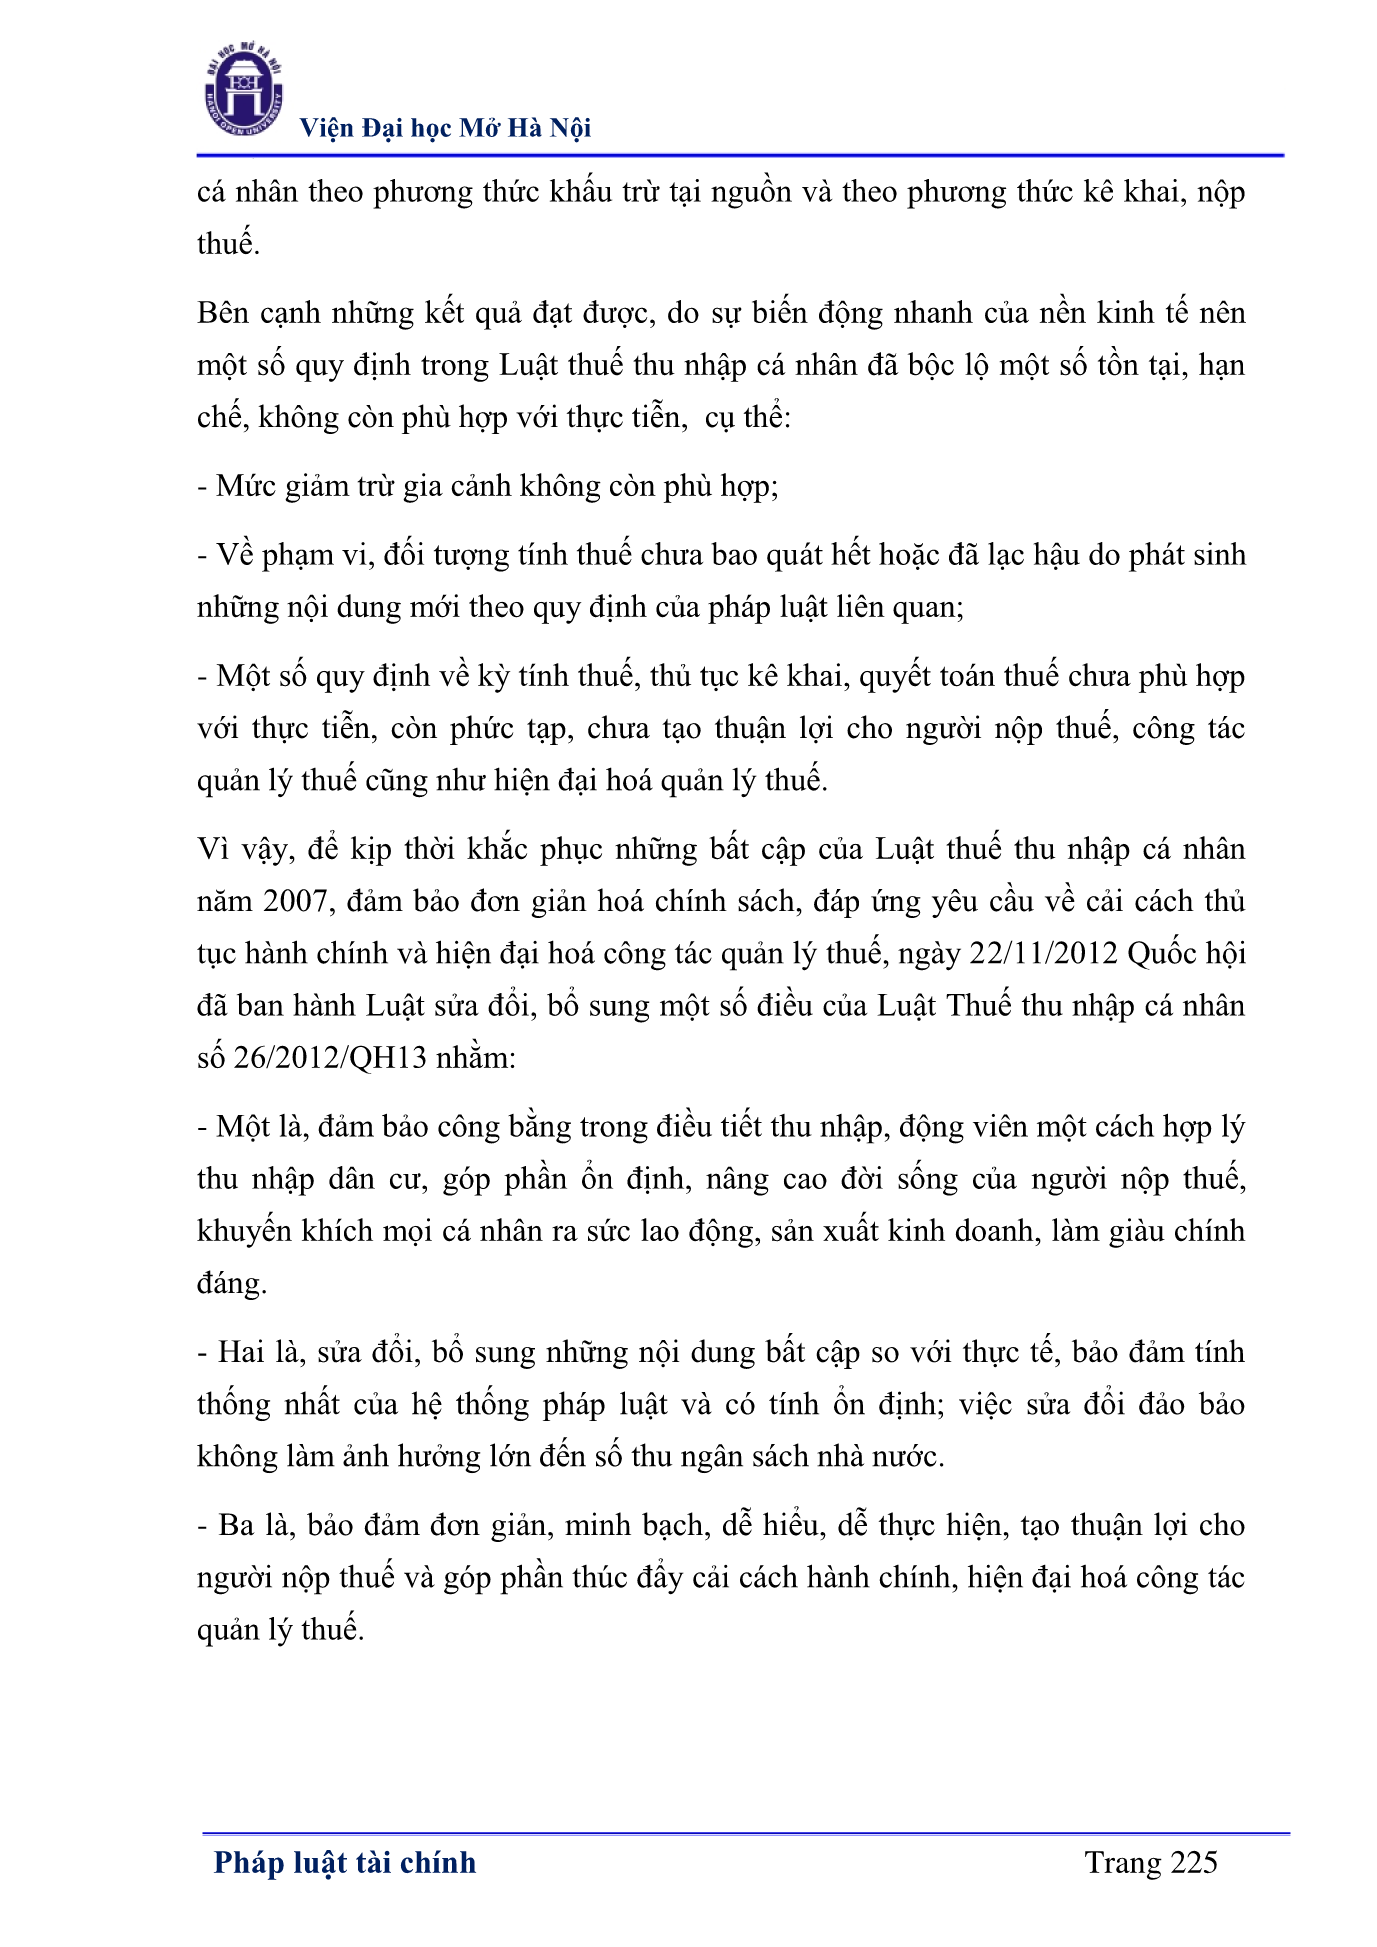 ĐẠI HỌC MỞ HÀ NỘI
HANOI OPEN UNIVERSITY
Viện Đại học Mở Hà Nội
cá nhân theo phương thức khấu trừ tại nguồn và theo phương thức kê khai, nộp
thuế.
Bên cạnh những kết quả đạt được, do sự biến động nhanh của nền kinh tế nên
một số quy định trong Luật thuế thu nhập cá nhân đã bộc lộ một số tồn tại, hạn
chế, không còn phù hợp với thực tiễn,  cụ thể:
- Mức giảm trừ gia cảnh không còn phù hợp;
- Về phạm vi, đối tượng tính thuế chưa bao quát hết hoặc đã lạc hậu do phát sinh
những nội dung mới theo quy định của pháp luật liên quan;
- Một số quy định về kỳ tính thuế, thủ tục kê khai, quyết toán thuế chưa phù hợp
với thực tiễn, còn phức tạp, chưa tạo thuận lợi cho người nộp thuế, công tác
quản lý thuế cũng như hiện đại hoá quản lý thuế.
Vì vậy, để kịp thời khắc phục những bất cập của Luật thuế thu nhập cá nhân
năm 2007, đảm bảo đơn giản hoá chính sách, đáp ứng yêu cầu về cải cách thủ
tục hành chính và hiện đại hoá công tác quản lý thuế, ngày 22/11/2012 Quốc hội
đã ban hành Luật sửa đổi, bổ sung một số điều của Luật Thuế thu nhập cá nhân
số 26/2012/QH13 nhằm:
- Một là, đảm bảo công bằng trong điều tiết thu nhập, động viên một cách hợp lý
thu nhập dân cư, góp phần ổn định, nâng cao đời sống của người nộp thuế,
khuyến khích mọi cá nhân ra sức lao động, sản xuất kinh doanh, làm giàu chính
đáng.
- Hai là, sửa đổi, bổ sung những nội dung bất cập so với thực tế, bảo đảm tính
thống nhất của hệ thống pháp luật và có tính ổn định; việc sửa đổi đảo bảo
không làm ảnh hưởng lớn đến số thu ngân sách nhà nước.
- Ba là, bảo đảm đơn giản, minh bạch, dễ hiểu, dễ thực hiện, tạo thuận lợi cho
người nộp thuế và góp phần thúc đẩy cải cách hành chính, hiện đại hoá công tác
quản lý thuế.
Pháp luật tài chính
Trang 225